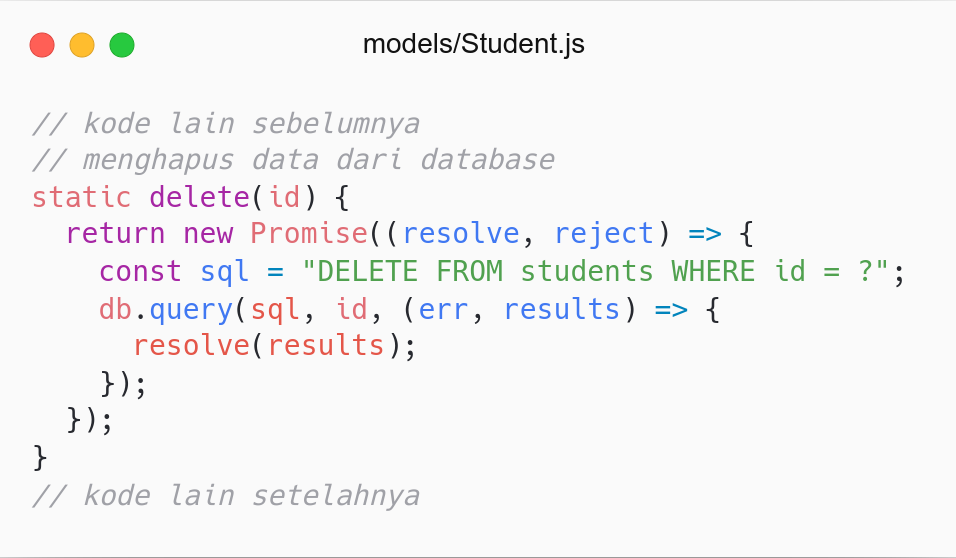 models/Student.js
// kode lain sebelumnya
// menghapus data dari database
static delete(id) {
  return new Promise((resolve, reject) => {
    const sql = "DELETE FROM students WHERE id = ?";
    db.query(sql, id, (err, results) => {
      resolve(results);
    });
  });
}
// kode lain setelahnya